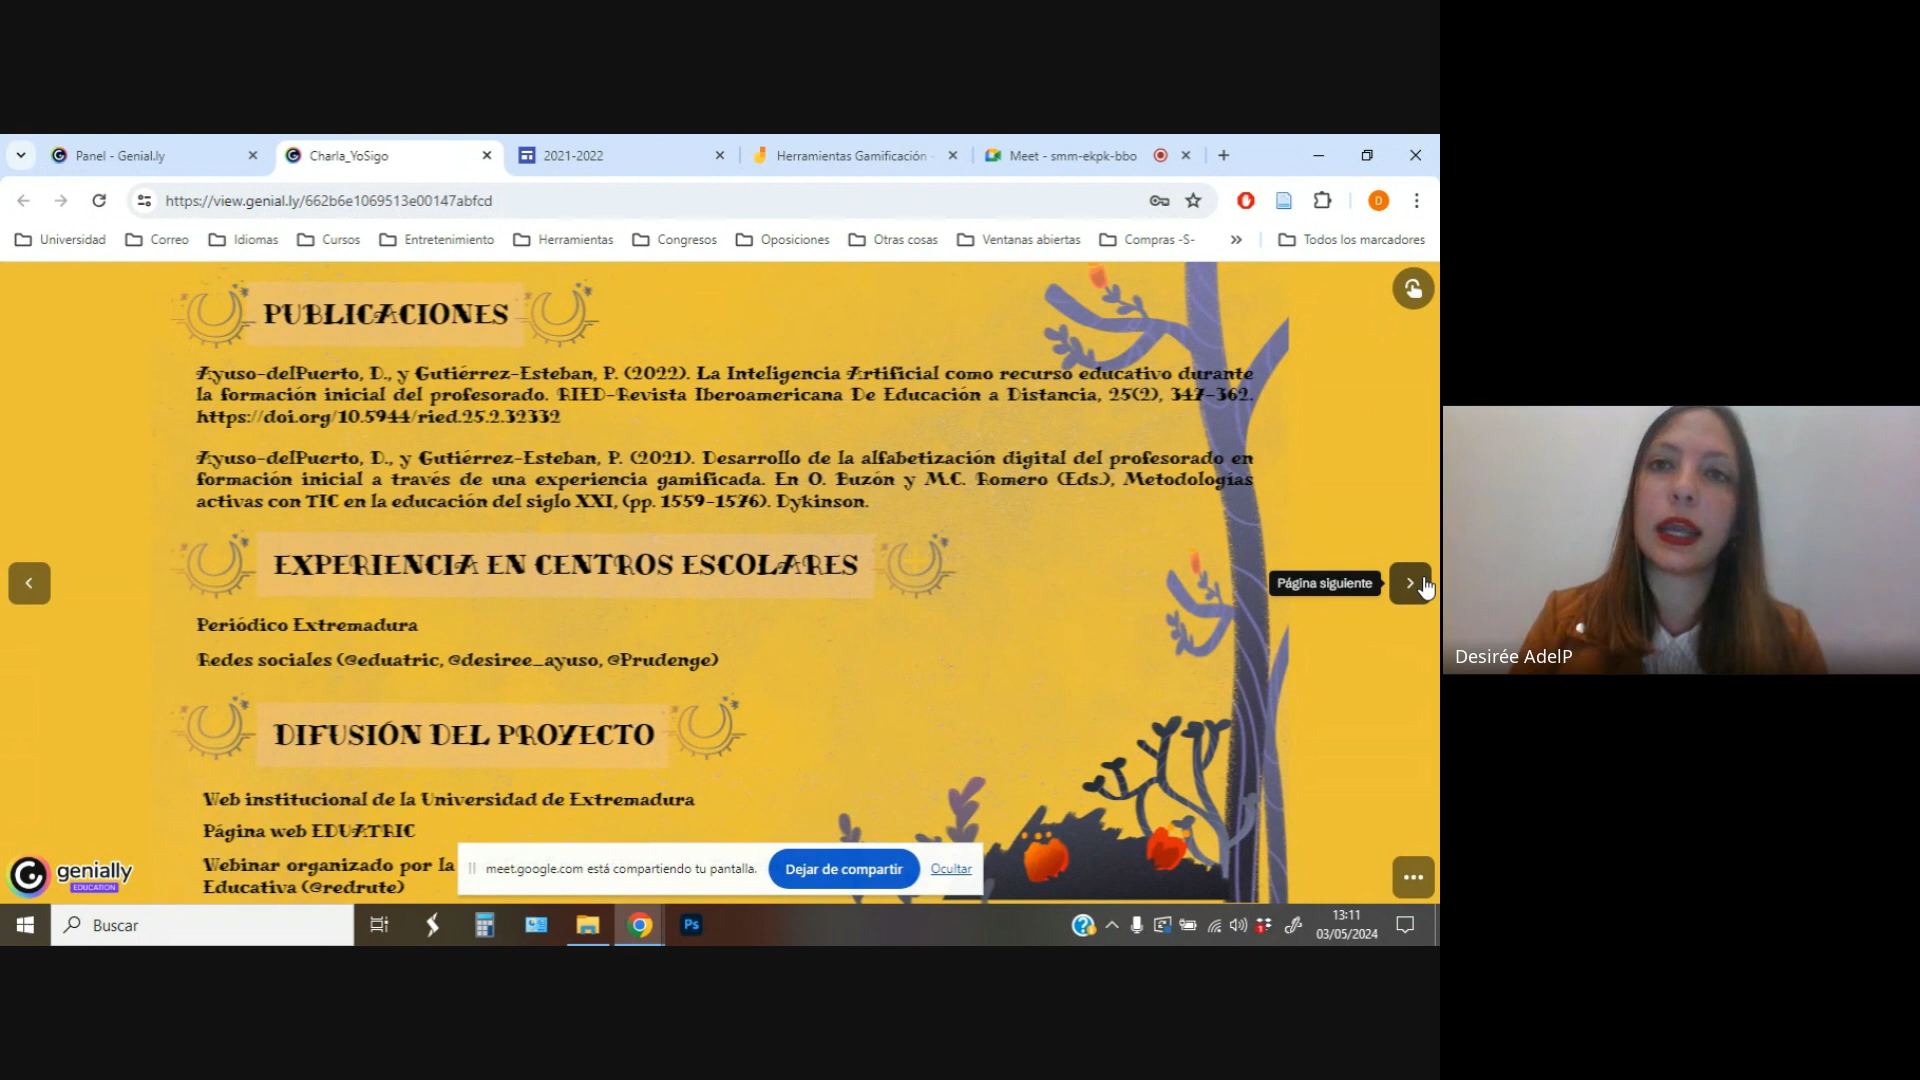 Panel - Genial.ly
Charla_YoSigo
2021-2022
Herramientas Gamificación
Meet - smm-ekpk-bbo
https://view.genial.ly/662b6e1069513e00147abfcd
D
Universidad
Correo
Idiomas
Cursos
Entretenimiento
Herramientas
Congresos
Oposiciones
Otras cosas
Ventanas abiertas
Compras -S-
Todos los marcadores
PUBLICACIONES
Ayuso-delPuerto, D., y Gutiérrez-Esteban, P. (2022). La Inteligencia Artificial como recurso educativo durante
la formación inicial del profesorado. RIED-Revista Iberoamericana De Educación a Distancia, 25(2), 347-362.
https://doi.org/10.5944/ried.25.2.32332
Ayuso-delPuerto, D., y Gutiérrez-Esteban, P. (2021). Desarrollo de la alfabetización digital del profesorado en
formación inicial a través de una experiencia gamificada. En O. Buzón y M.C. Romero (Eds.), Metodologías
activas con TIC en la educación del siglo XXI, (pp. 1559-1576). Dykinson.
EXPERIENCIA EN CENTROS ESCOLARES
Página siguiente
Periódico Extremadura
Redes sociales (@eduatric, @desiree_ayuso, @Prudenge)
Desirée AdelP
DIFUSIÓN DEL PROYECTO
Web institucional de la Universidad de Extremadura
Página web EDUATRIC
Webinar organizado por la
Educativa (@redrute)
meet.google.com está compartiendo tu pantalla.
Dejar de compartir
Ocultar
genially
EDUCATION
Buscar
Ps
13:11
03/05/2024